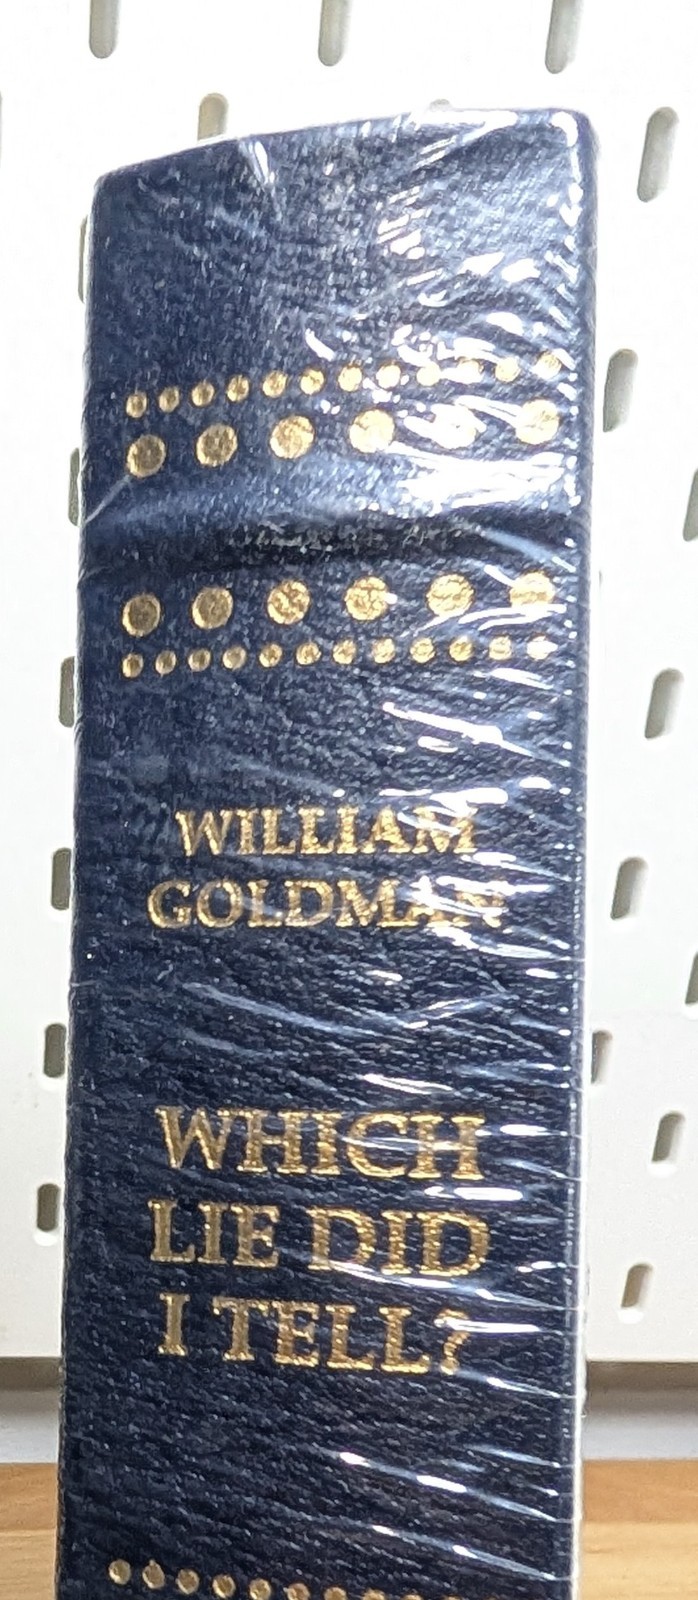 WILLIAM
GOLDMAN
WHICH
LIE DID
I TELL?